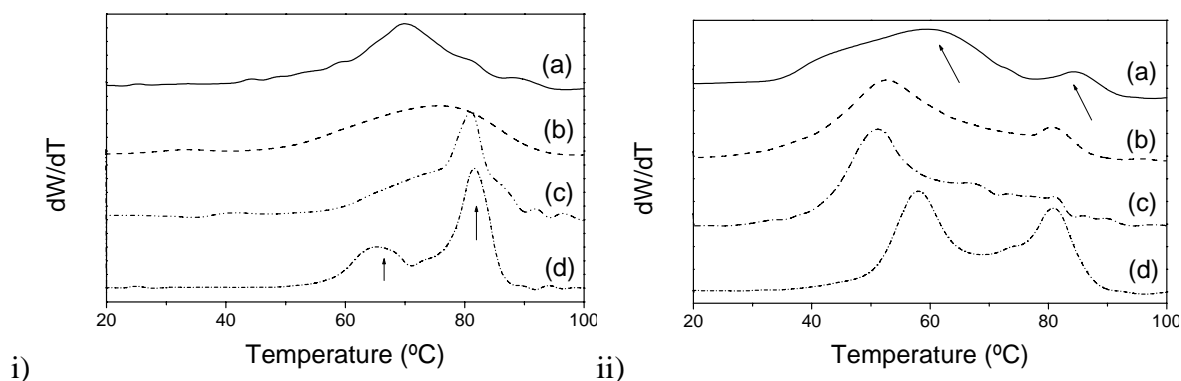 (a)
(b)
(c)
(d)
dW/dT
20 40 60 80 100
Temperature (ºC)
i)
(a)
(b)
(c)
(d)
dW/dT
20 40 60 80 100
Temperature (ºC)
ii)